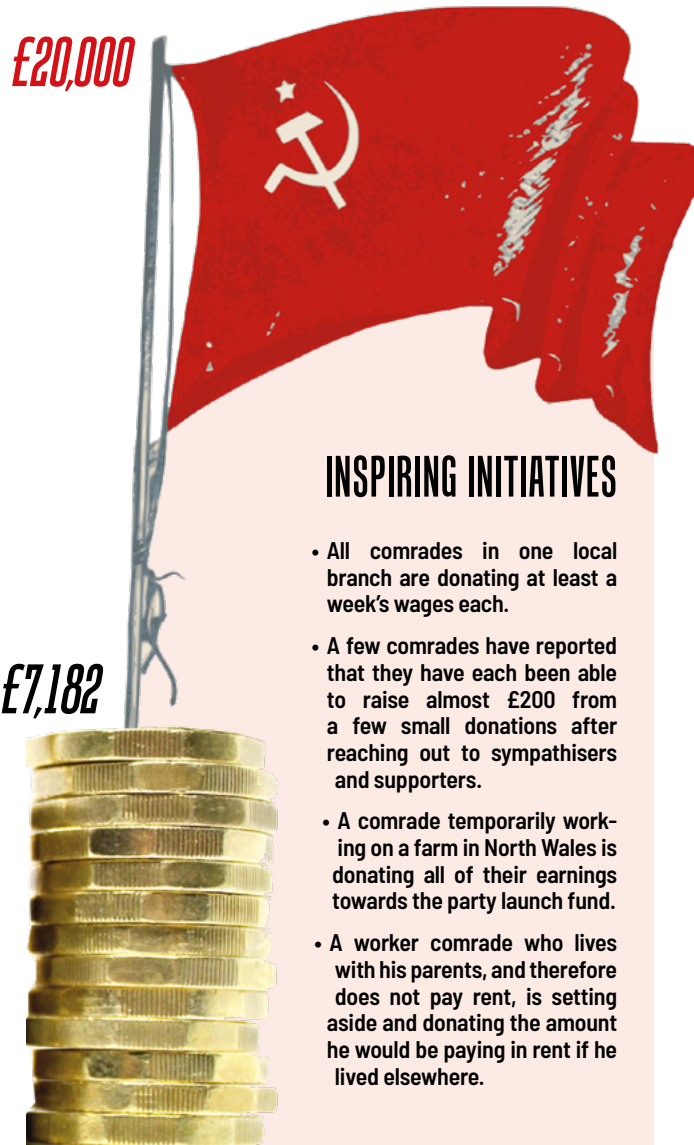 £20,000
INSPIRING INITIATIVES
• All comrades in one local
branch are donating at least a
week’s wages each.
• A few comrades have reported
that they have each been able
to raise almost £200 from
a few small donations after
reaching out to sympathisers
and supporters.
£7,182
• A comrade temporarily work-
ing on a farm in North Wales is
donating all of their earnings
towards the party launch fund.
• A worker comrade who lives
with his parents, and therefore
does not pay rent, is setting
aside and donating the amount
he would be paying in rent if he
lived elsewhere.